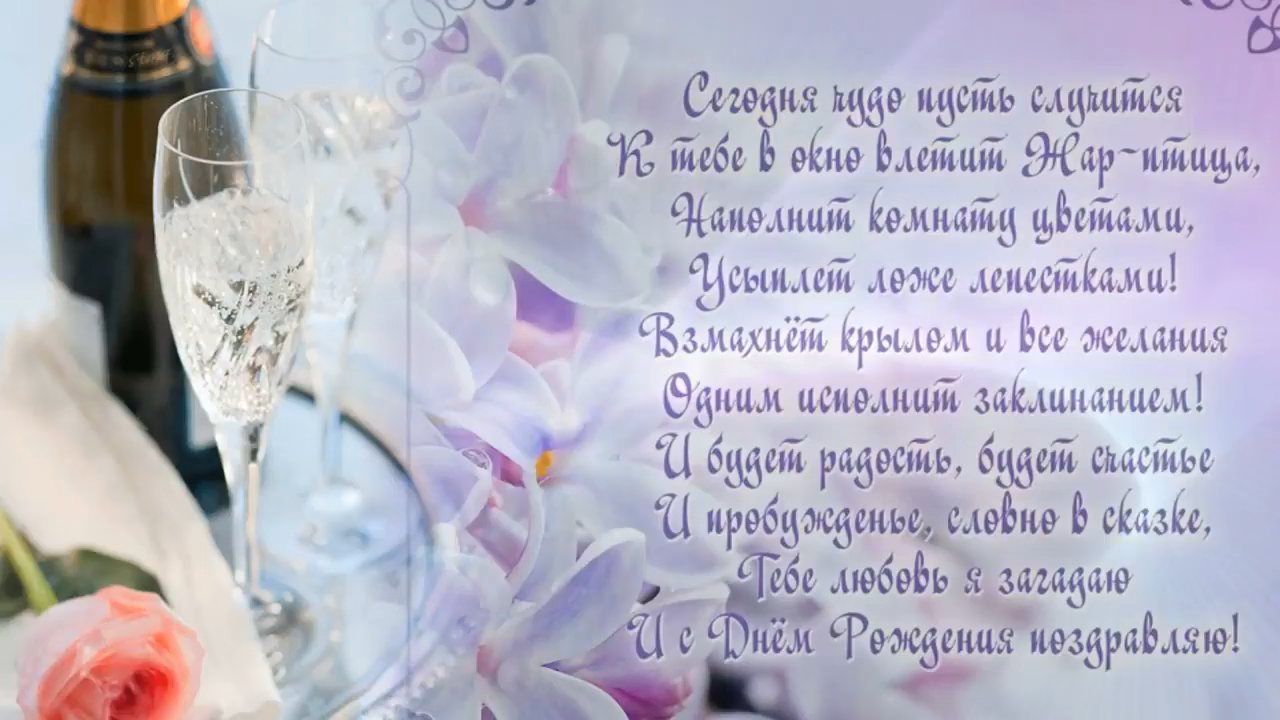 Сегодня чудо пусть случится
К тебе в окно влетит Жар-птица,
Наполнит комнату цветами,
Усыплет ложе лепестками!
Взмахнёт крылом и все желания
Одним исполнит заклинанием!
И будет радость, будет счастье
И пробужденье, словно в сказке,
Тебе любовь я загадаю
И с Днём Рождения поздравляю!